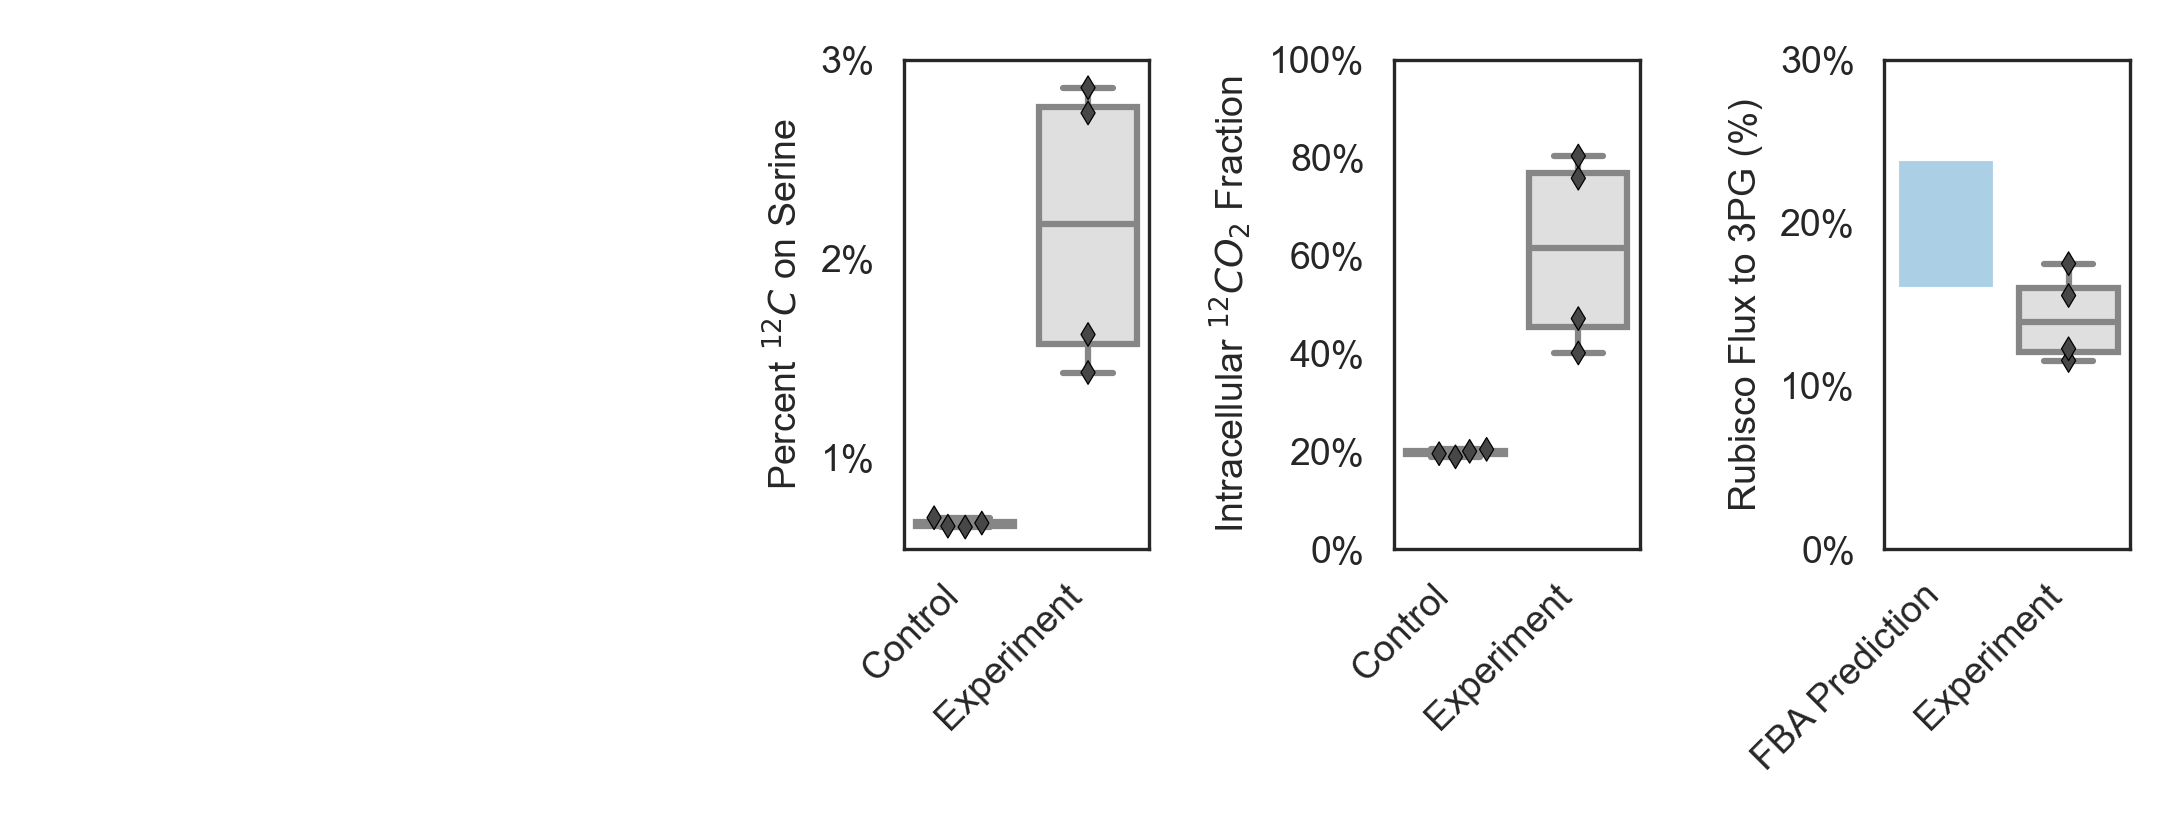 Percent ¹²C on Serine
3%
2%
1%
Control
Experiment
Intracellular ¹²CO₂ Fraction
100%
80%
60%
40%
20%
0%
Control
Experiment
Rubisco Flux to 3PG (%)
30%
20%
10%
0%
FBA Prediction
Experiment